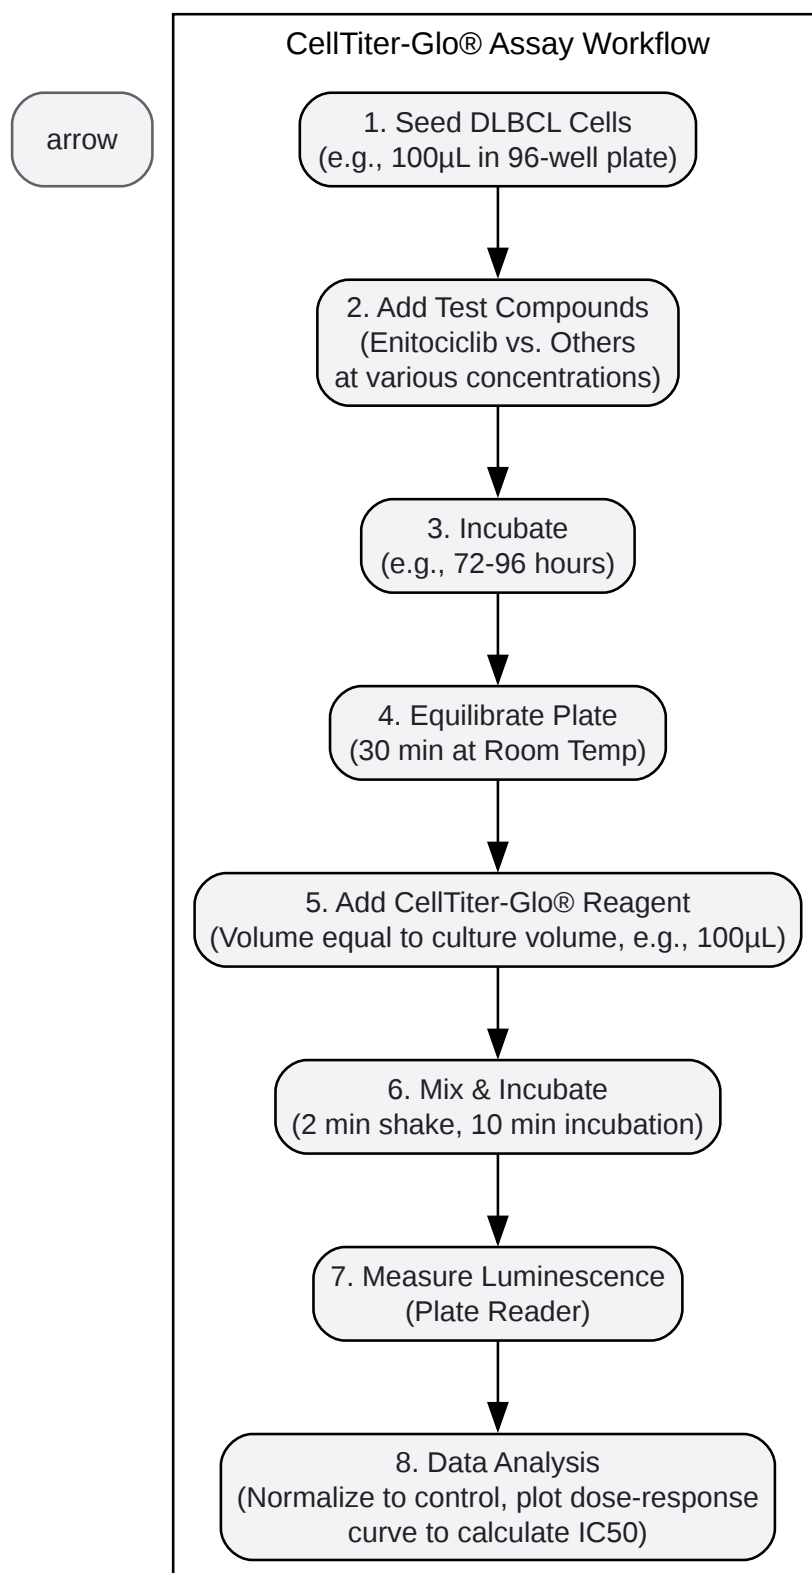 CellTiter-Glo® Assay Workflow
arrow
1. Seed DLBCL Cells
(e.g., 100µL in 96-well plate)
2. Add Test Compounds
(Enitociclib vs. Others
at various concentrations)
3. Incubate
(e.g., 72-96 hours)
4. Equilibrate Plate
(30 min at Room Temp)
5. Add CellTiter-Glo® Reagent
(Volume equal to culture volume, e.g., 100µL)
6. Mix & Incubate
(2 min shake, 10 min incubation)
7. Measure Luminescence
(Plate Reader)
8. Data Analysis
(Normalize to control, plot dose-response
curve to calculate IC50)